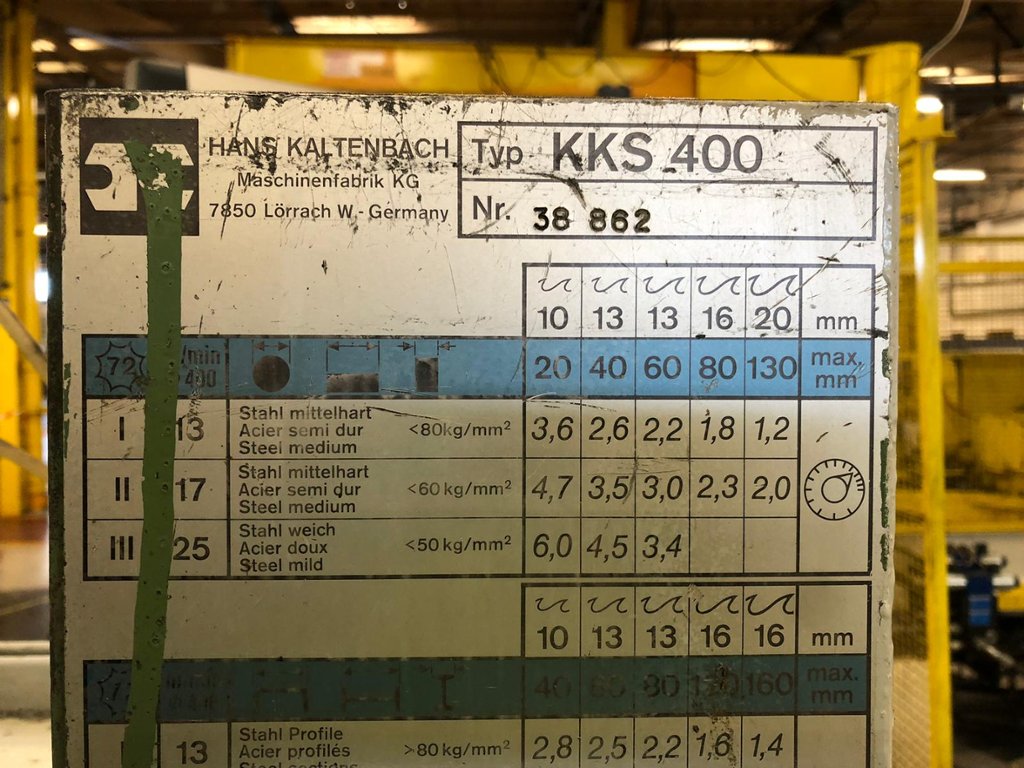 HANS KALTENBACH
Maschinenfabrik KG
7850 Lörrach W.-Germany
Typ KKS 400
Nr. 38 862
10 13 13 16 20 mm
72 /min 400 20 40 60 80 130 max. mm
I 13 Stahl mittelhart
Acier semi dur <80kg/mm² 3,6 2,6 2,2 1,8 1,2
Steel medium
II 17 Stahl mittelhart
Acier semi dur <60kg/mm² 4,7 3,5 3,0 2,3 2,0
Steel medium
III 25 Stahl weich
Acier doux <50kg/mm² 6,0 4,5 3,4
Steel mild
10 13 13 16 16 mm
40 80 160 max. mm
13 Stahl Profile
Acier profilés >80kg/mm² 2,8 2,5 2,2 1,6 1,4
Steel sections